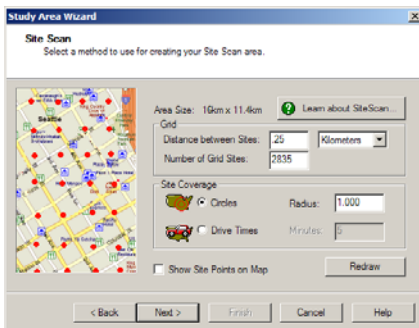 Study Area Wizard
Site Scan
Select a method to use for creating your Site Scan area.
Area Size: 16km x 11.4km
Learn about SiteScan...
Grid
Distance between Sites: .25 Kilometers
Number of Grid Sites: 2835
Site Coverage
Circles Radius: 1.000
Drive Times Minutes: 5
Show Site Points on Map
Redraw
< Back Next > Finish Cancel Help
Seattle